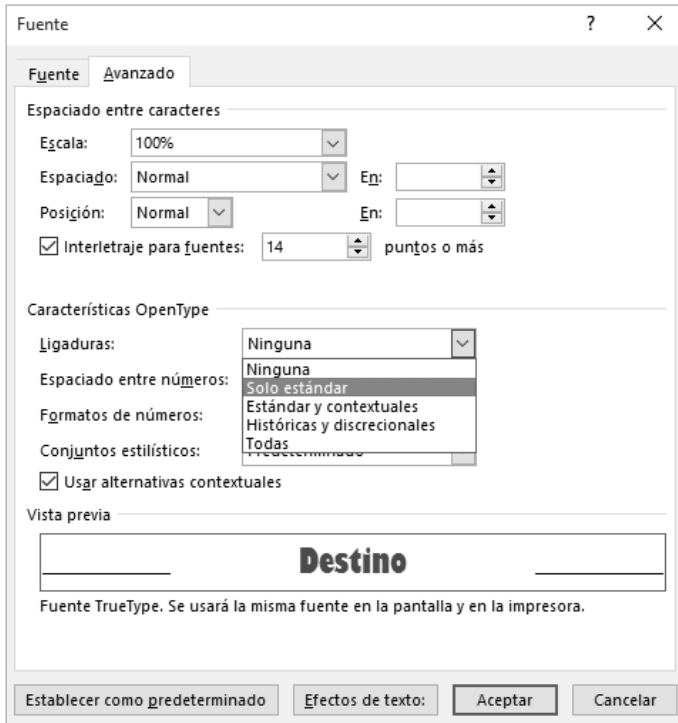 Fuente ?
Fuente Avanzado
Espaciado entre caracteres
Escala: 100%
Espaciado: Normal En:
Posición: Normal En:
Interletraje para fuentes: 14 puntos o más
Características OpenType
Ligaduras: Ninguna
Ninguna
Espaciado entre números: Solo estándar
Estándar y contextuales
Formatos de números: Históricas y discrecionales
Todas
Conjuntos estilísticos: Predeterminado
Usar alternativas contextuales
Vista previa
Destino
Fuente TrueType. Se usará la misma fuente en la pantalla y en la impresora.
Establecer como predeterminado Efectos de texto: Aceptar Cancelar